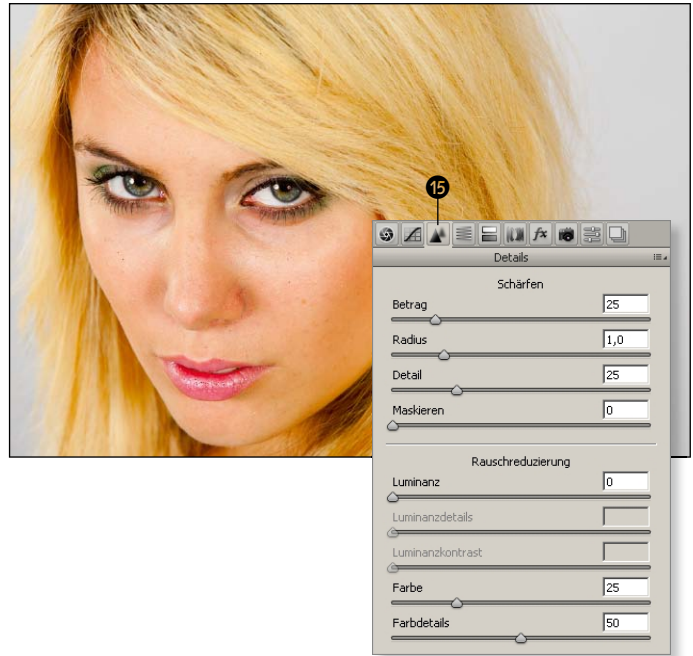 15
fx
Details
Schärfen
Betrag 25
Radius 1,0
Detail 25
Maskieren 0
Rauschreduzierung
Luminanz 0
Luminanzdetails
Luminanzkontrast
Farbe 25
Farbdetails 50